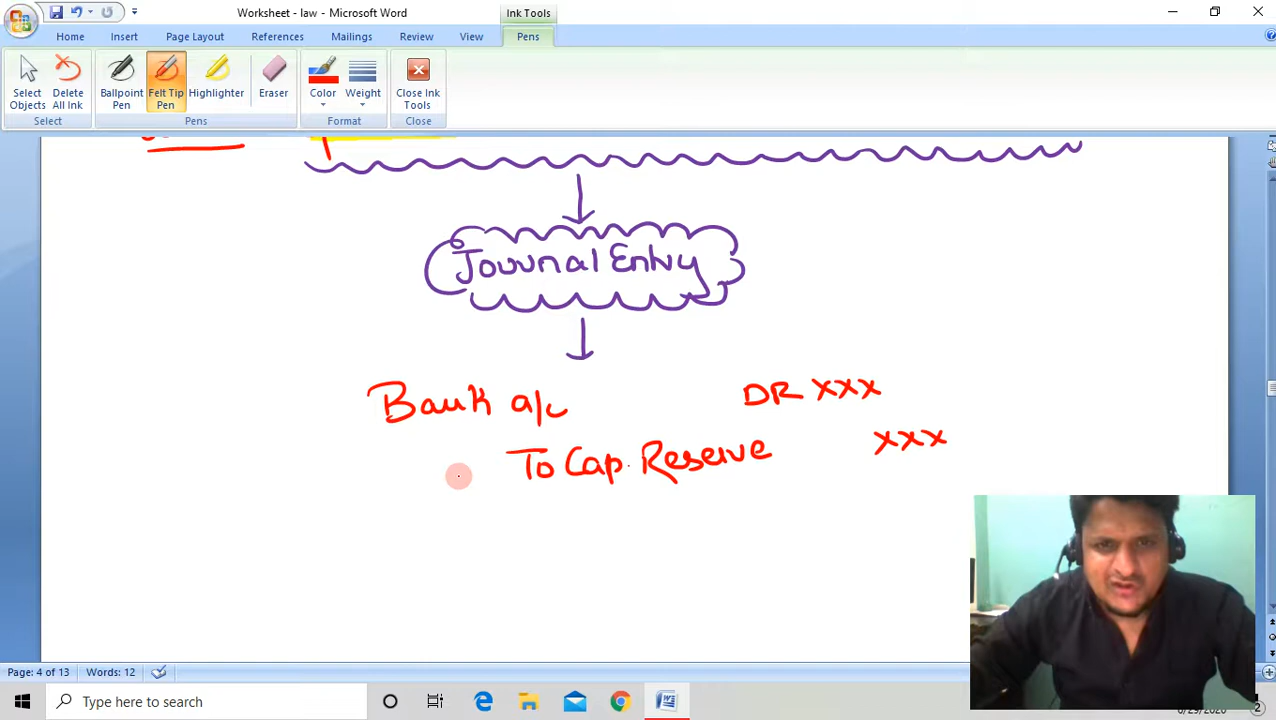 Worksheet - law - Microsoft Word
Ink Tools
Home Insert Page Layout References Mailings Review View Pens
Select Objects
Delete All Ink
Ballpoint Pen
Felt Tip Pen
Highlighter
Eraser
Color
Weight
Close Ink Tools
Select Pens Format Close
Journal Entry
Bank a/c DR xxx
To Cap. Reserve xxx
Page: 4 of 13 Words: 12
Type here to search